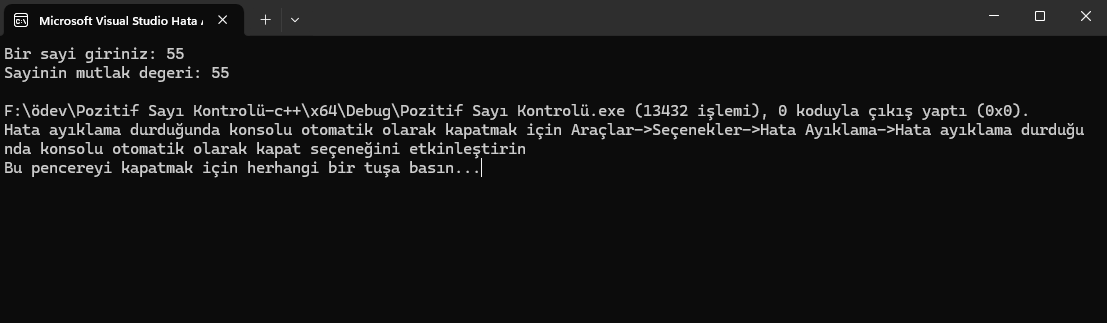 Microsoft Visual Studio Hata
Bir sayi giriniz: 55
Sayinin mutlak degeri: 55
F:\ödev\Pozitif Sayı Kontrolü-c++\x64\Debug\Pozitif Sayı Kontrolü.exe (13432 işlemi), 0 koduyla çıkış yaptı (0x0).
Hata ayıklama durduğunda konsolu otomatik olarak kapatmak için Araçlar->Seçenekler->Hata Ayıklama->Hata ayıklama durduğu
nda konsolu otomatik olarak kapat seçeneğini etkinleştirin
Bu pencereyi kapatmak için herhangi bir tuşa basın...